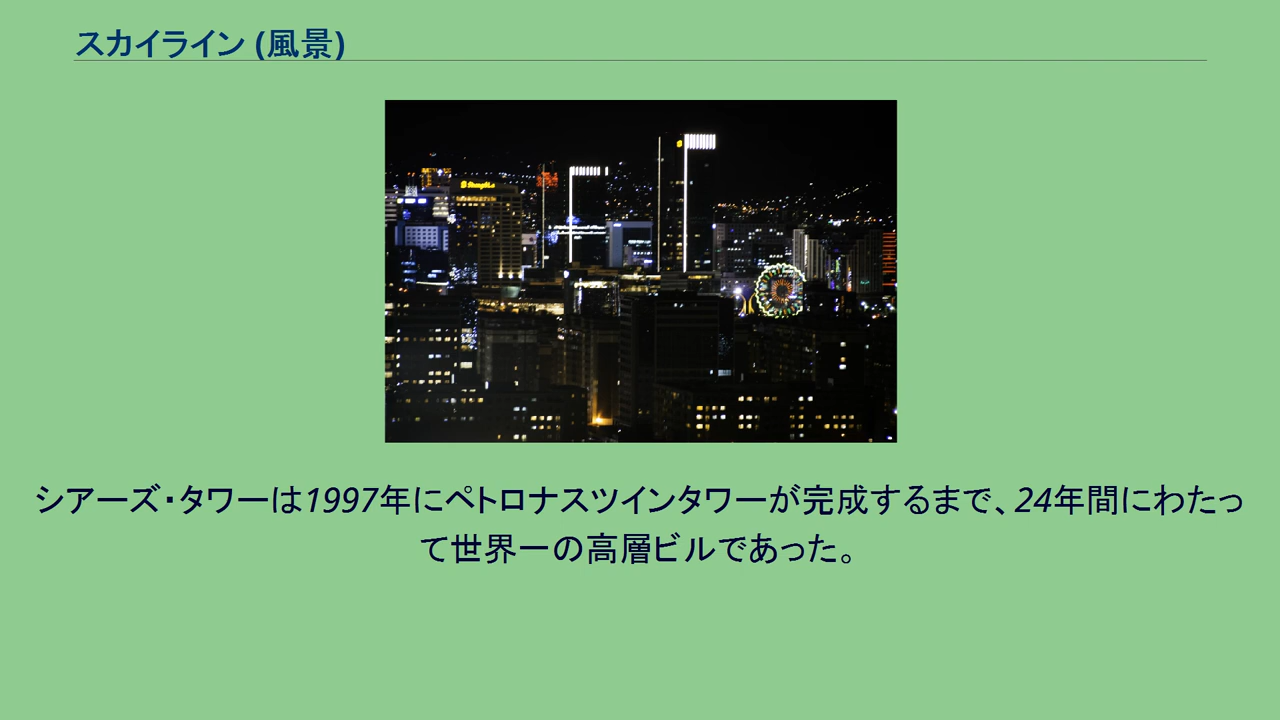 スカイライン (風景)
シアーズ・タワーは1997年にペトロナスツインタワーが完成するまで、24年間にわたっ
て世界一の高層ビルであった。